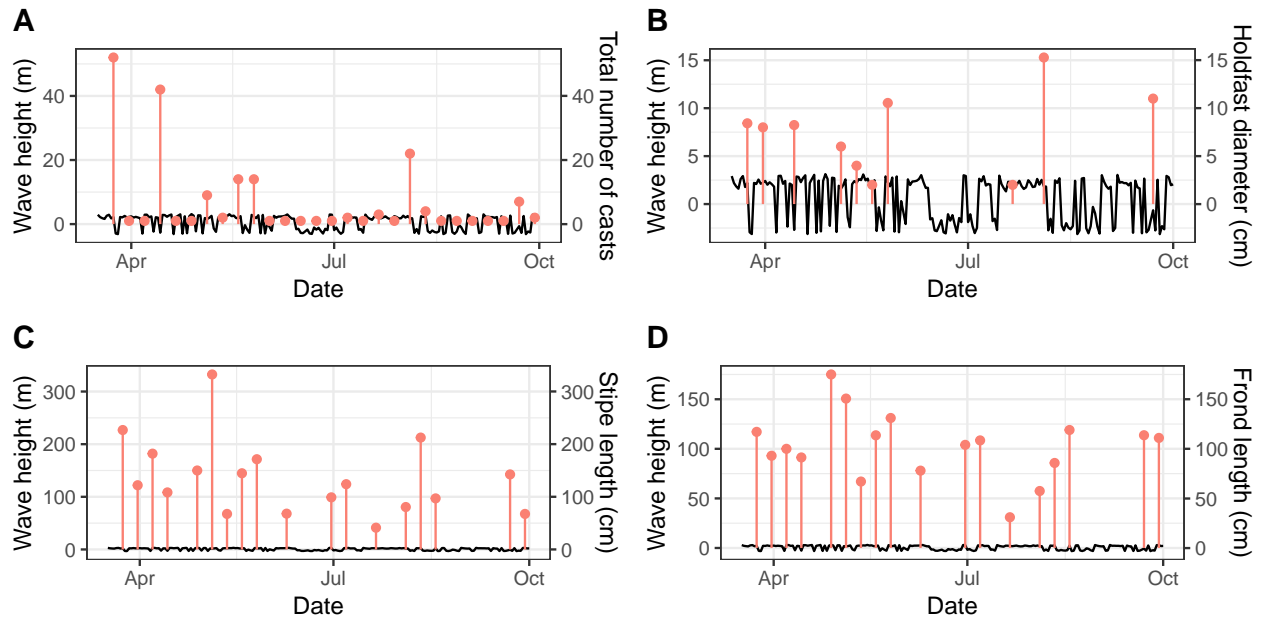 A
Wave height (m)
40
20
0
40
20
0
Total number of casts
Apr
Jul
Oct
Date
B
Wave height (m)
15
10
5
0
15
10
5
0
Holdfast diameter (cm)
Apr
Jul
Oct
Date
C
Wave height (m)
300
200
100
0
300
200
100
0
Stipe length (cm)
Apr
Jul
Oct
Date
D
Wave height (m)
150
100
50
0
150
100
50
0
Frond length (cm)
Apr
Jul
Oct
Date